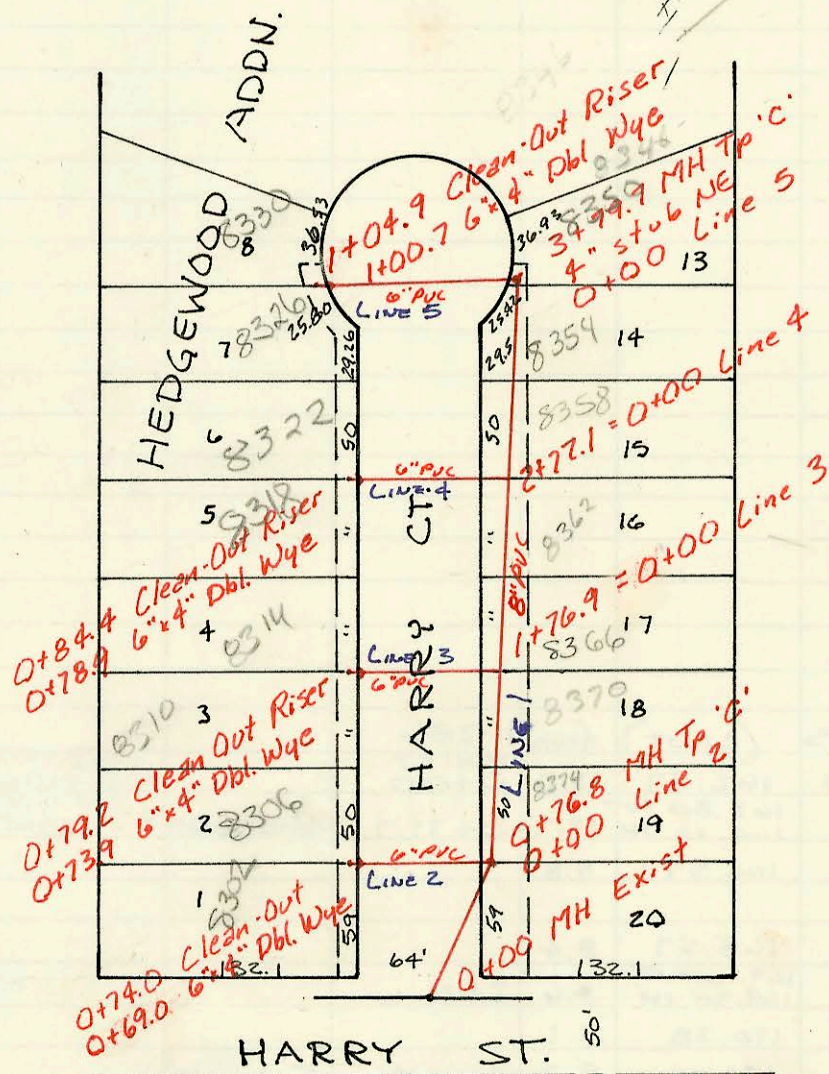 HEDGEWOOD ADDN.
8346
8346
1+04.9 Clean-Out Riser
1+00.7 6"x4" Dbl Wye
36.93
8350
3+79.9 MH Tp 'C'
4" stub NE
0+00 Line 5
36.53
8330
8
13
6" PVC
LINE 5
25.80
25.42
7
8326
29.26
29.5
8354
14
6
8322
50
50
8358
15
2+77.1 = 0+00 Line 4
6" PVC
LINE 4
5
8318
"
"
8362
16
0+84.4 Clean-Out Riser
0+78.9 6"x4" Dbl. Wye
8" PVC
1+76.9 = 0+00 Line 3
4
8314
"
"
8366
17
LINE 3
6" PVC
HARRY CT.
8310
3
"
"
8370
18
LINE 1
0+79.2 Clean Out Riser
0+73.9 6"x4" Dbl. Wye
2
8306
50
50
8374
19
0+76.8 MH Tp 'C'
0+00 Line 2
6" PVC
LINE 2
1
8302
59
59
20
0+00 MH Exist
0+74.0 Clean-Out
0+69.0 6"x4" Dbl. Wye
132.1
64'
132.1
HARRY ST.
50'